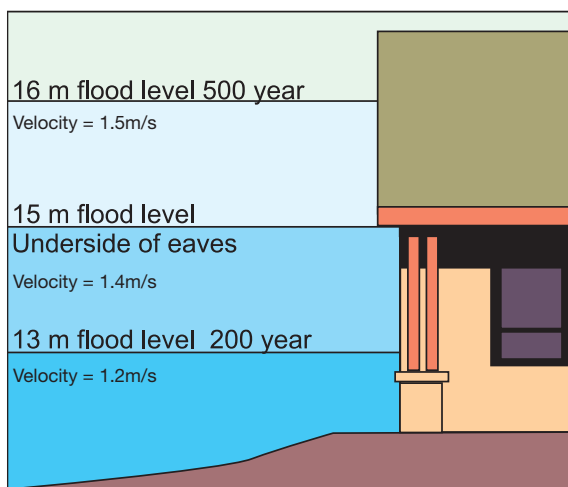 16 m flood level 500 year
Velocity = 1.5m/s
15 m flood level
Underside of eaves
Velocity = 1.4m/s
13 m flood level  200 year
Velocity = 1.2m/s